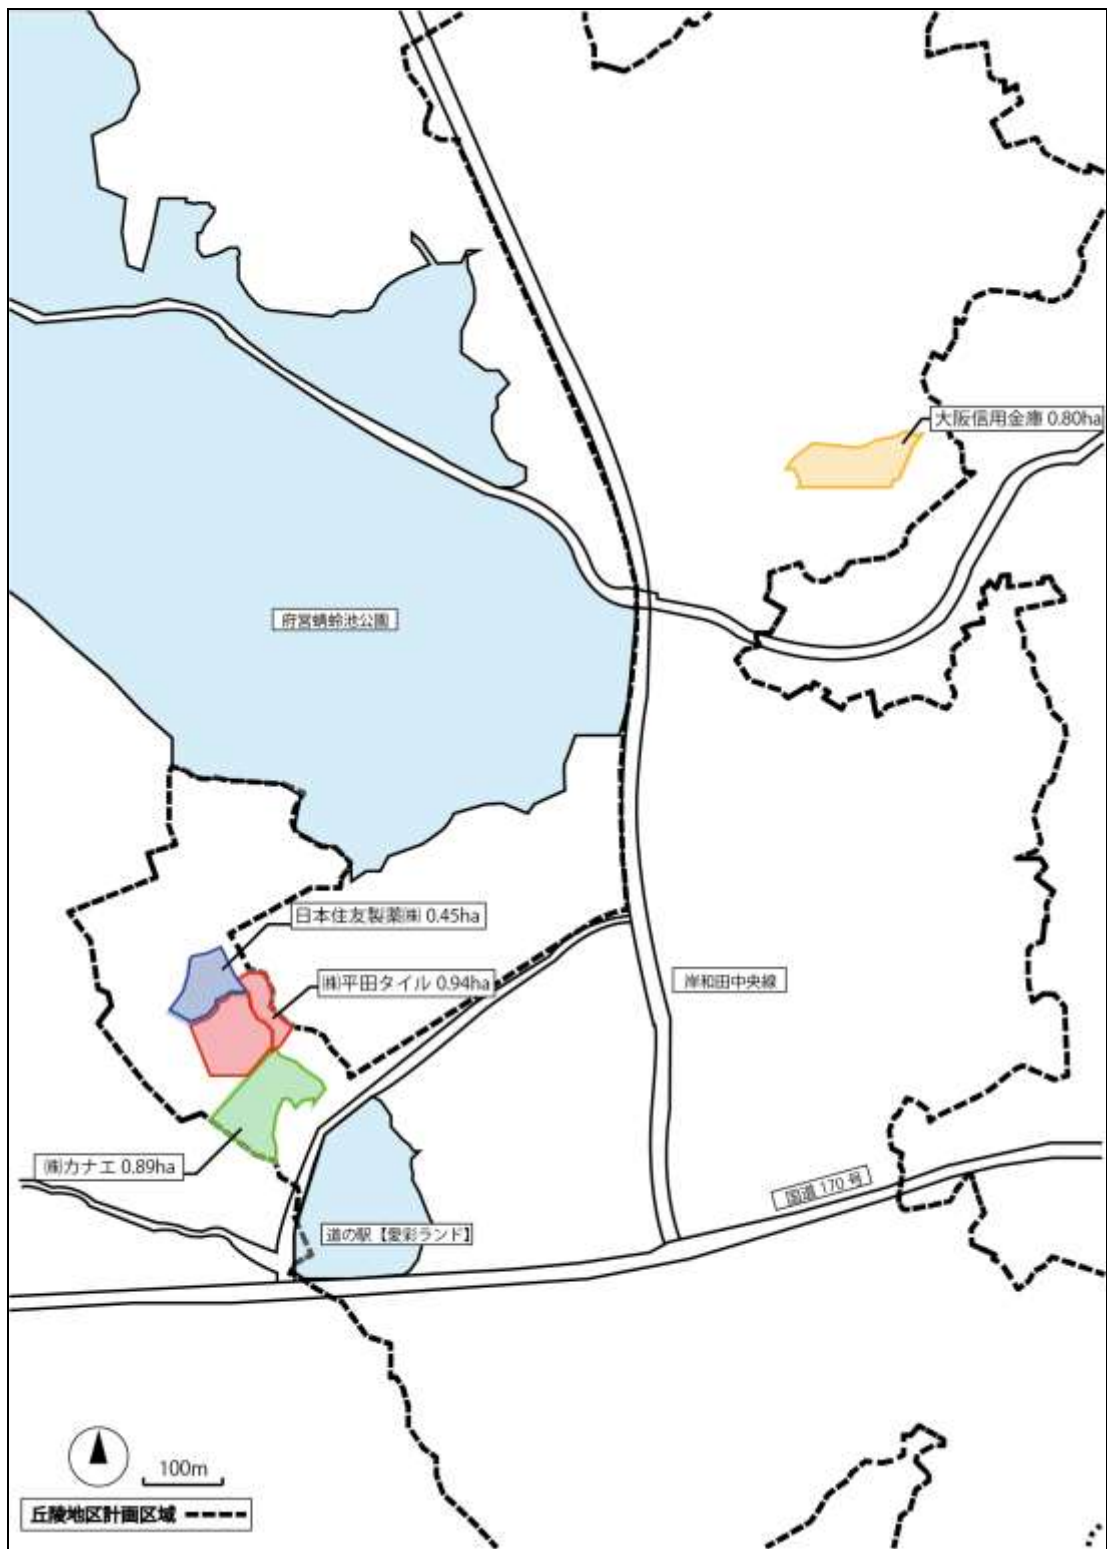 大阪信用金庫 0.80ha
府営蜻蛉池公園
日本住友製薬㈱ 0.45ha
㈱平田タイル 0.94ha
岸和田中央線
㈱カナエ 0.89ha
国道 170 号
道の駅【愛彩ランド】
100m
丘陵地区計画区域